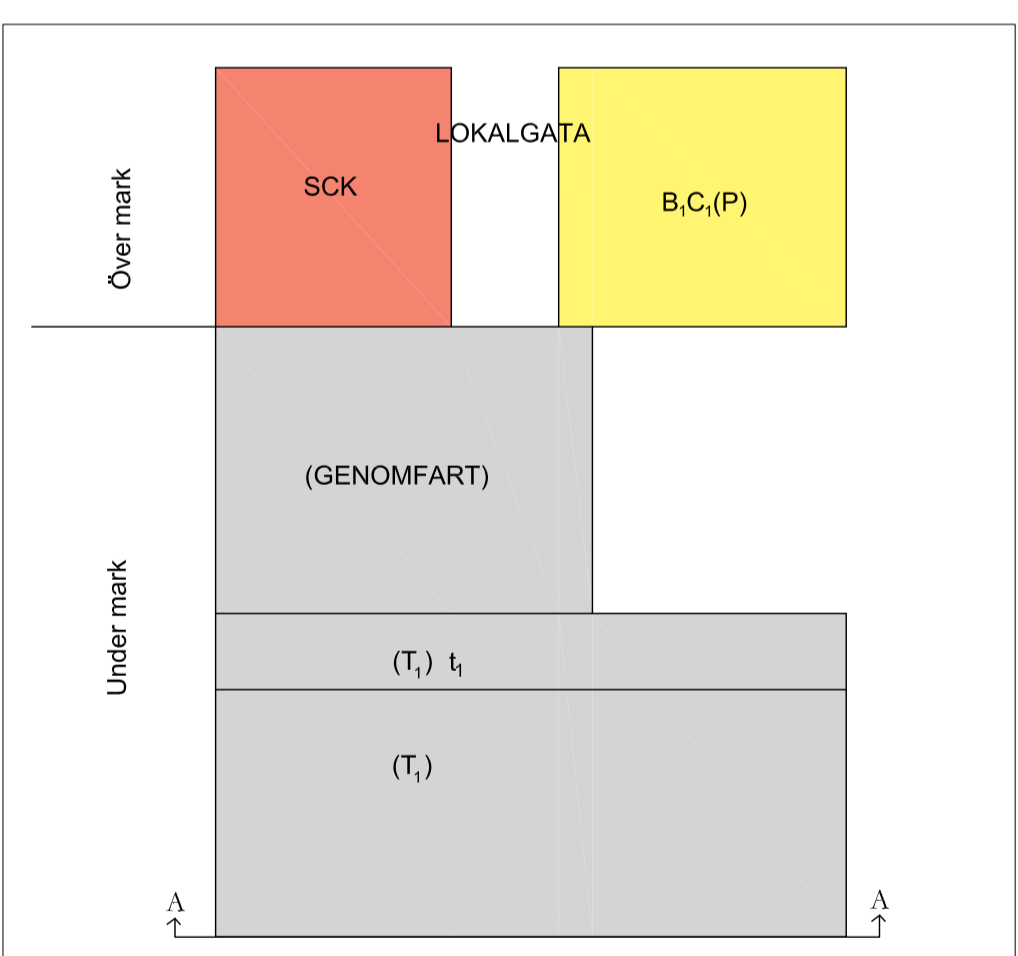 LOKALGATA
SCK
B₁C₁(P)
Över mark
(GENOMFART)
Under mark
(T₁) t₁
(T₁)
A
A